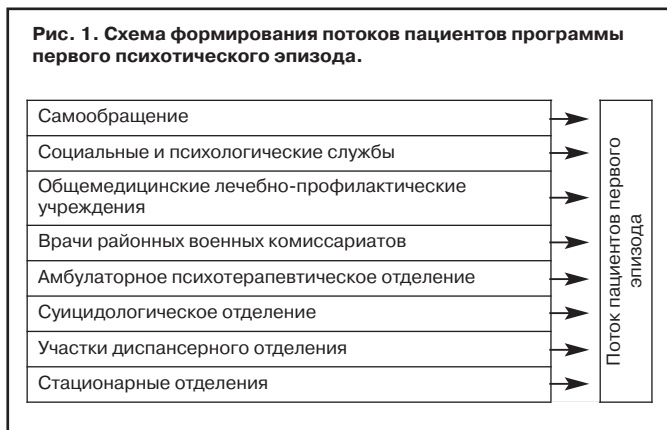 Рис. 1. Схема формирования потоков пациентов программы
первого психотического эпизода.
Самообращение
Социальные и психологические службы
Общемедицинские лечебно-профилактические
учреждения
Врачи районных военных комиссариатов
Амбулаторное психотерапевтическое отделение
Суицидологическое отделение
Участки диспансерного отделения
Стационарные отделения
Поток пациентов первого
эпизода